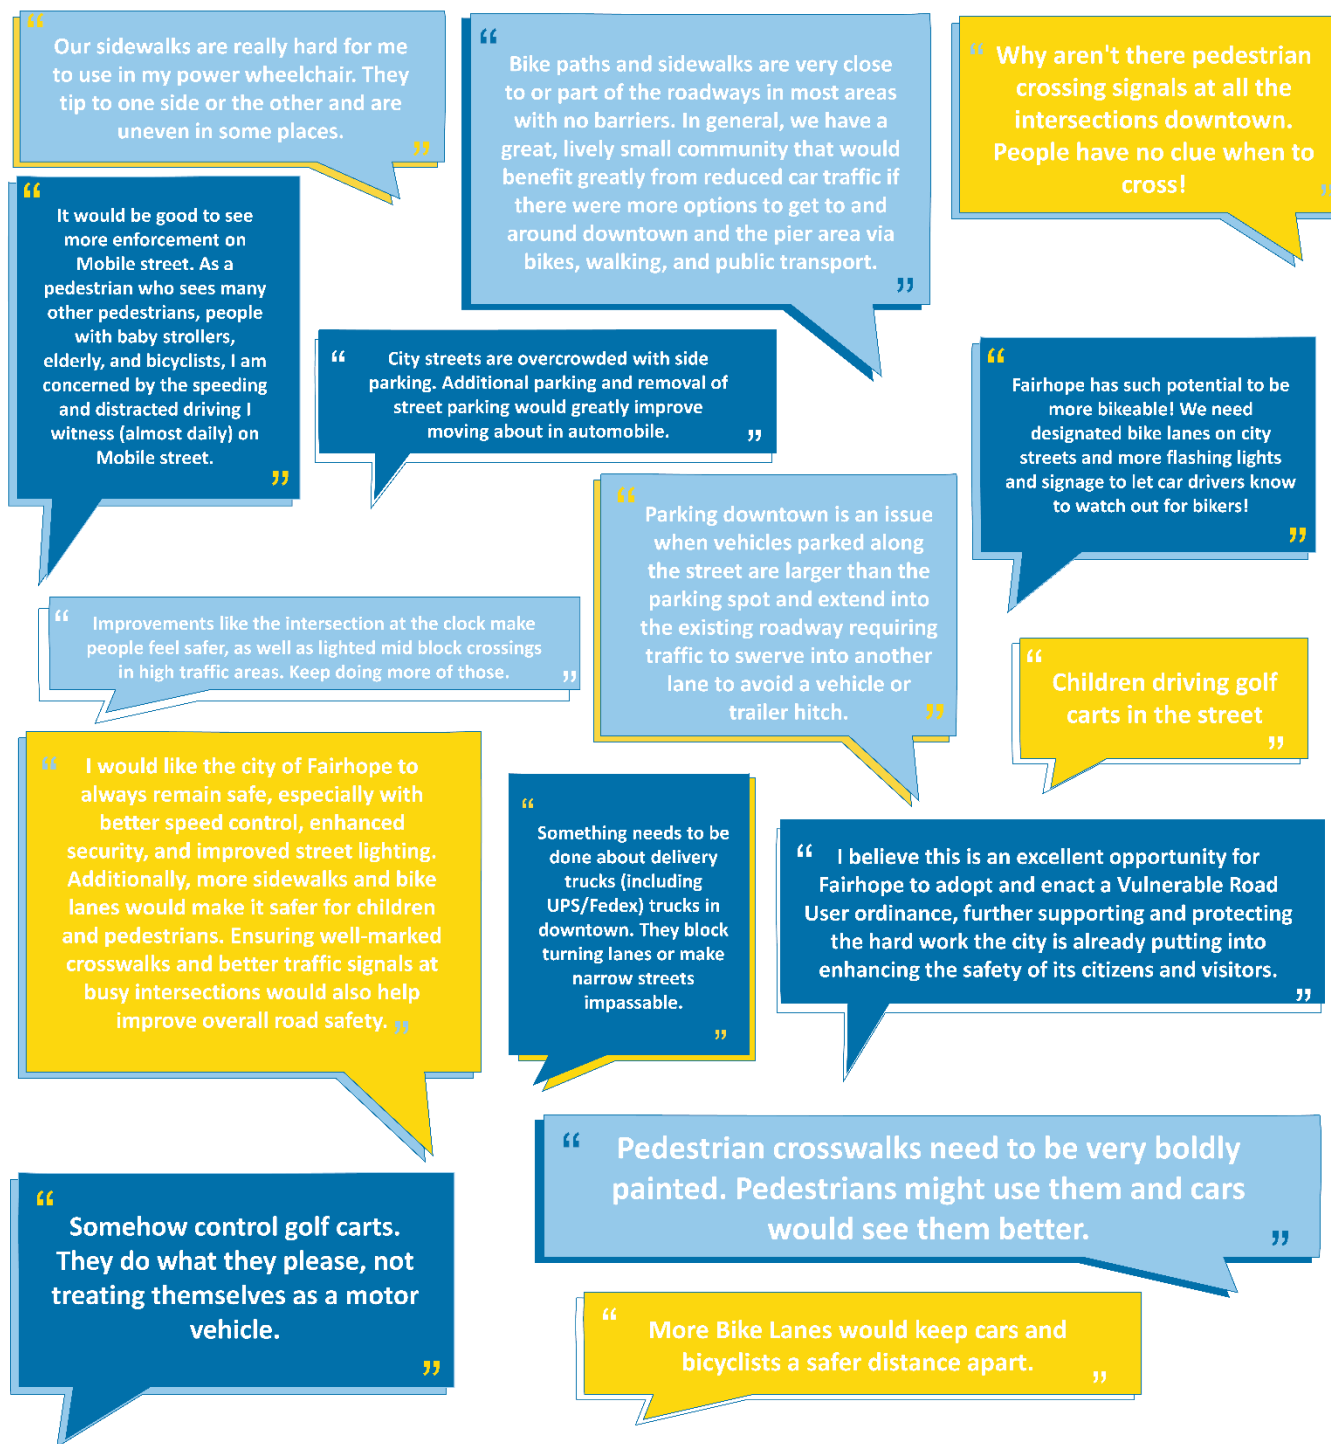 “
Our sidewalks are really hard for me
to use in my power wheelchair. They
tip to one side or the other and are
uneven in some places.
”
“
Bike paths and sidewalks are very close
to or part of the roadways in most areas
with no barriers. In general, we have a
great, lively small community that would
benefit greatly from reduced car traffic if
there were more options to get to and
around downtown and the pier area via
bikes, walking, and public transport.
”
“ Why aren't there pedestrian
crossing signals at all the
intersections downtown.
People have no clue when to
cross!
”
“
It would be good to see
more enforcement on
Mobile street. As a
pedestrian who sees many
other pedestrians, people
with baby strollers,
elderly, and bicyclists, I am
concerned by the speeding
and distracted driving I
witness (almost daily) on
Mobile street.
”
“ City streets are overcrowded with side
parking. Additional parking and removal of
street parking would greatly improve
moving about in automobile. ”
“
Fairhope has such potential to be
more bikeable! We need
designated bike lanes on city
streets and more flashing lights
and signage to let car drivers know
to watch out for bikers!
”
“
Parking downtown is an issue
when vehicles parked along
the street are larger than the
parking spot and extend into
the existing roadway requiring
traffic to swerve into another
lane to avoid a vehicle or
trailer hitch. ”
“ Improvements like the intersection at the clock make
people feel safer, as well as lighted mid block crossings
in high traffic areas. Keep doing more of those. ”
“
Children driving golf
carts in the street
”
“ I would like the city of Fairhope to
always remain safe, especially with
better speed control, enhanced
security, and improved street lighting.
Additionally, more sidewalks and bike
lanes would make it safer for children
and pedestrians. Ensuring well-marked
crosswalks and better traffic signals at
busy intersections would also help
improve overall road safety. ”
“
Something needs to be
done about delivery
trucks (including
UPS/Fedex) trucks in
downtown. They block
turning lanes or make
narrow streets
impassable.
”
“ I believe this is an excellent opportunity for
Fairhope to adopt and enact a Vulnerable Road
User ordinance, further supporting and protecting
the hard work the city is already putting into
enhancing the safety of its citizens and visitors.
”
“ Pedestrian crosswalks need to be very boldly
painted. Pedestrians might use them and cars
would see them better.
”
“
Somehow control golf carts.
They do what they please, not
treating themselves as a motor
vehicle.
”
“
More Bike Lanes would keep cars and
bicyclists a safer distance apart.
”